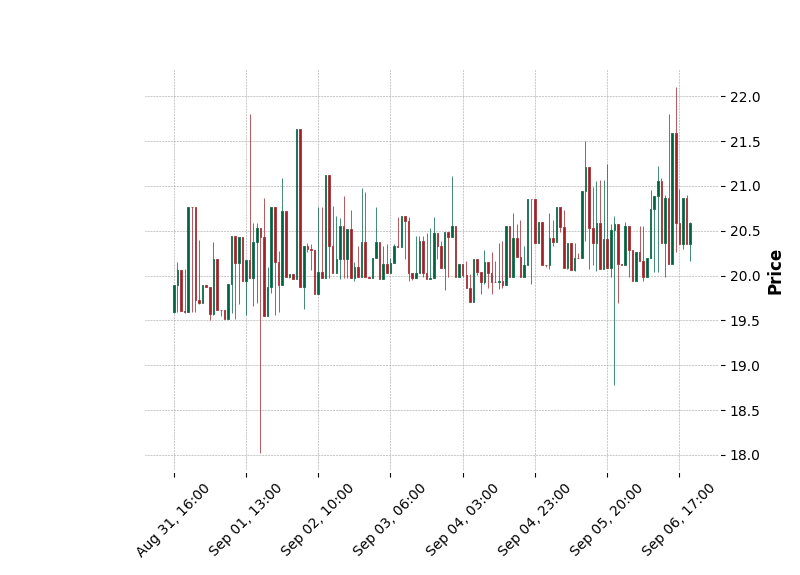 22.0
21.5
21.0
20.5
20.0
19.5
19.0
18.5
18.0
Price
Aug 31, 16:00
Sep 01, 13:00
Sep 02, 10:00
Sep 03, 06:00
Sep 04, 03:00
Sep 04, 23:00
Sep 05, 20:00
Sep 06, 17:00